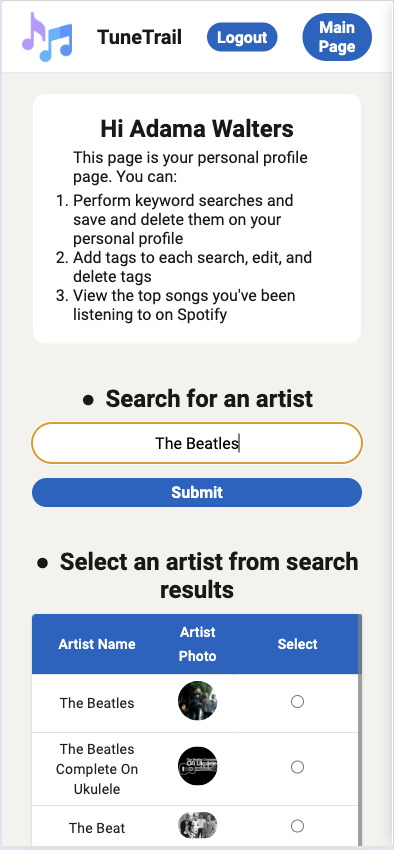 TuneTrail
Logout
Main
Page
Hi Adama Walters
This page is your personal profile
page. You can:
1. Perform keyword searches and
save and delete them on your
personal profile
2. Add tags to each search, edit, and
delete tags
3. View the top songs you've been
listening to on Spotify
• Search for an artist
The Beatles
Submit
• Select an artist from search
results
Artist Name
Artist
Photo
Select
The Beatles
The Beatles
Complete On
Ukulele
ON Ukulele
The Beat